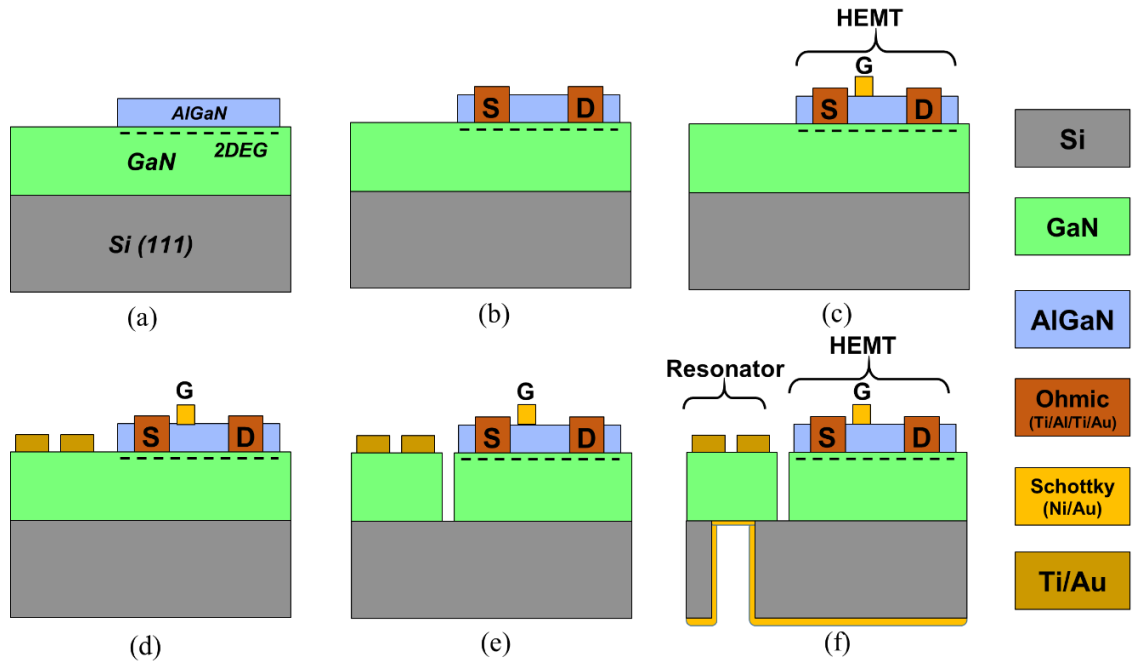 AlGaN
2DEG
GaN
Si (111)
(a)
S
D
(b)
HEMT
G
S
D
(c)
G
S
D
(d)
G
S
D
(e)
Resonator
HEMT
G
S
D
(f)
Si
GaN
AlGaN
Ohmic
(Ti/Al/Ti/Au)
Schottky
(Ni/Au)
Ti/Au